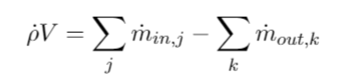 ρ̇V = ∑_j ṁ_{in,j} − ∑_k ṁ_{out,k}